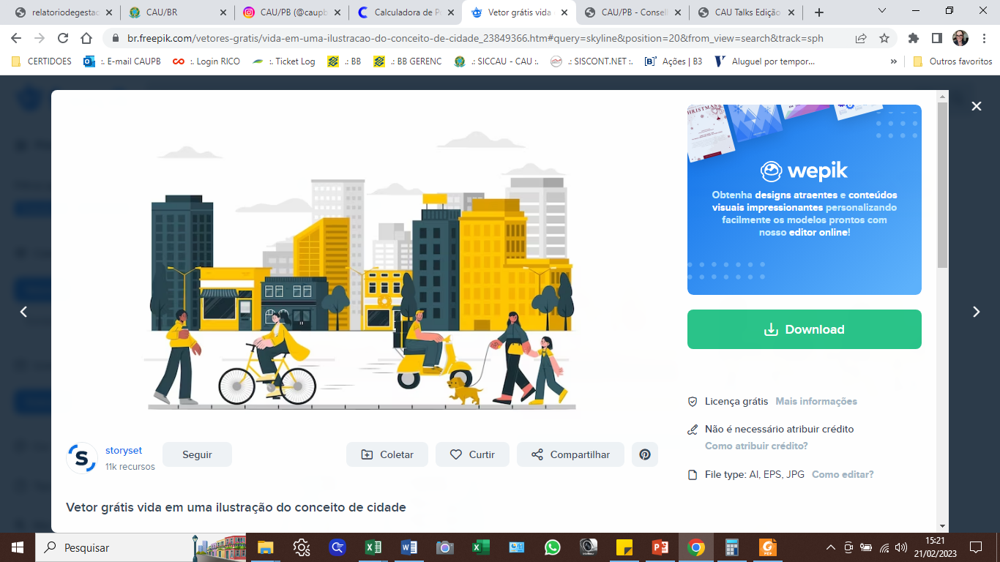 relatoriodegestac
CAU/BR
CAU/PB (@caupb
Calculadora de P
Vetor grátis vida
CAU/PB - Consel
CAU Talks Edição
br.freepik.com/vetores-gratis/vida-em-uma-ilustracao-do-conceito-de-cidade_23849366.htm#query=skyline&position=20&from_view=search&track=sph
CERTIDOES
:. E-mail CAUPB
:. Login RICO
:. Ticket Log
.: BB
.: BB GERENC
.: SICCAU - CAU :.
.: SISCONT.NET :.
Ações | B3
Aluguel por tempor...
Outros favoritos
CHRISTMAS
wepik
Obtenha designs atraentes e conteúdos
visuais impressionantes personalizando
facilmente os modelos prontos com
nosso editor online!
Download
Licença grátis Mais informações
Não é necessário atribuir crédito
Como atribuir crédito?
File type: AI, EPS, JPG Como editar?
storyset
11k recursos
Seguir
Coletar
Curtir
Compartilhar
Vetor grátis vida em uma ilustração do conceito de cidade
Pesquisar
15:21
21/02/2023